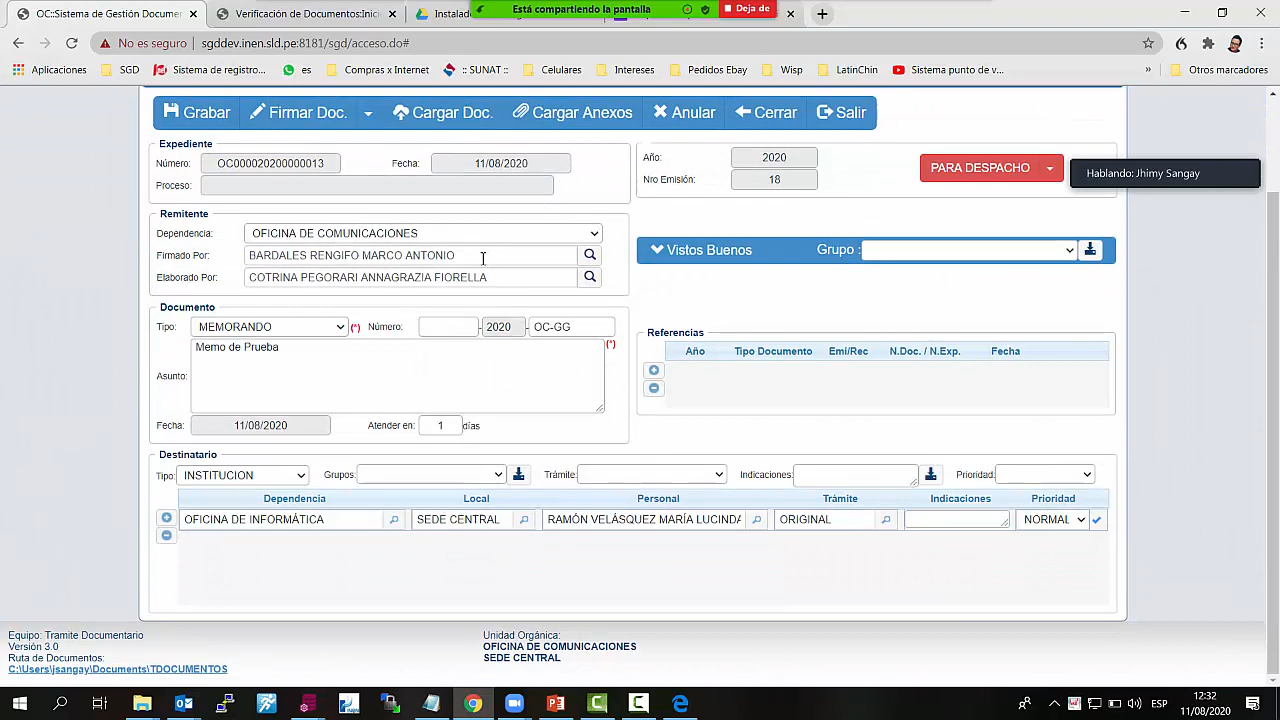 OC:Sistema de Gestión Documen
Verificación de Documentos:Inici
Instalad
Está compartiendo la pantalla
Deja de
No es seguro
sgddev.inen.sld.pe:8181/sgd/acceso.do#
Aplicaciones
SGD
Sistema de registro...
es
Compras x Internet
:: SUNAT ::
Celulares
Intereses
Pedidos Ebay
Wisp
LatinChin
Sistema punto de v...
Otros marcadores
Grabar
Firmar Doc.
Cargar Doc.
Cargar Anexos
Anular
Cerrar
Salir
Expediente
Número: OC000020200000013 Fecha: 11/08/2020
Proceso:
Año: 2020
Nro Emisión: 18
PARA DESPACHO
Hablando: Jhimy Sangay
Remitente
Dependencia: OFICINA DE COMUNICACIONES
Firmado Por: BARDALES RENGIFO MARCO ANTONIO
Elaborado Por: COTRINA PEGORARI ANNAGRAZIA FIORELLA
Vistos Buenos Grupo :
Documento
Tipo: MEMORANDO (*) Número: - 2020 - OC-GG
Asunto: Memo de Prueba (*)
Fecha: 11/08/2020 Atender en: 1 días
Referencias
Año Tipo Documento Emi/Rec N.Doc. / N.Exp. Fecha
Destinatario
Tipo: INSTITUCION Grupos: Trámite: Indicaciones: Prioridad:
Dependencia Local Personal Trámite Indicaciones Prioridad
OFICINA DE INFORMÁTICA SEDE CENTRAL RAMÓN VELÁSQUEZ MARÍA LUCINDA ORIGINAL NORMAL
Equipo: Tramite Documentario
Versión 3.0
Ruta de Documentos:
C:\Users\jsangay\Documents\TDOCUMENTOS
Unidad Orgánica:
OFICINA DE COMUNICACIONES
SEDE CENTRAL
ESP
12:32
11/08/2020